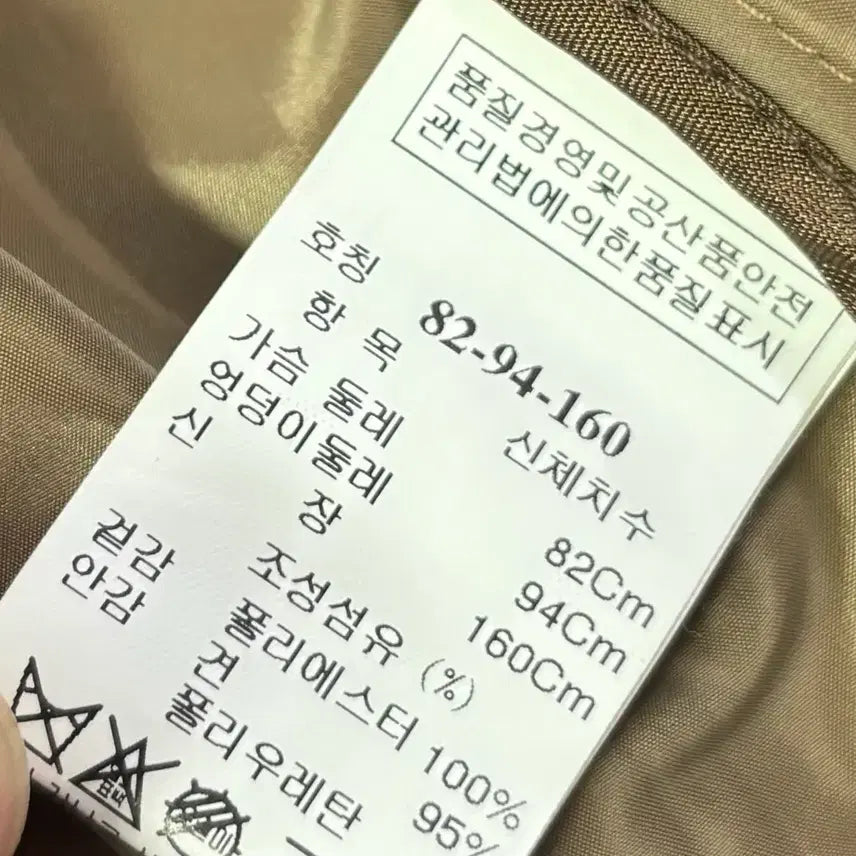 품질경영및공산품안전
관리법에의한품질표시
호칭 82-94-160
항 목 신체치수
가슴 둘레 82Cm
엉덩이둘레 94Cm
신 장 160Cm
조성섬유 (%)
겉감 폴리에스터 100%
안감 견 95%
폴리우레탄